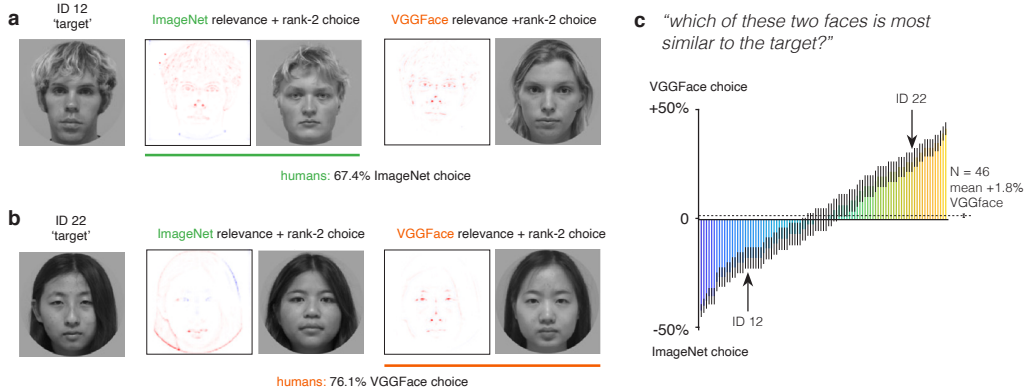 a
ID 12
'target'
ImageNet relevance + rank-2 choice
VGGFace relevance +rank-2 choice
humans: 67.4% ImageNet choice
b
ID 22
'target'
ImageNet relevance + rank-2 choice
VGGFace relevance + rank-2 choice
humans: 76.1% VGGFace choice
c
"which of these two faces is most
similar to the target?"
VGGFace choice
+50%
ID 22
N = 46
mean +1.8%
VGGface
0
ID 12
-50%
ImageNet choice